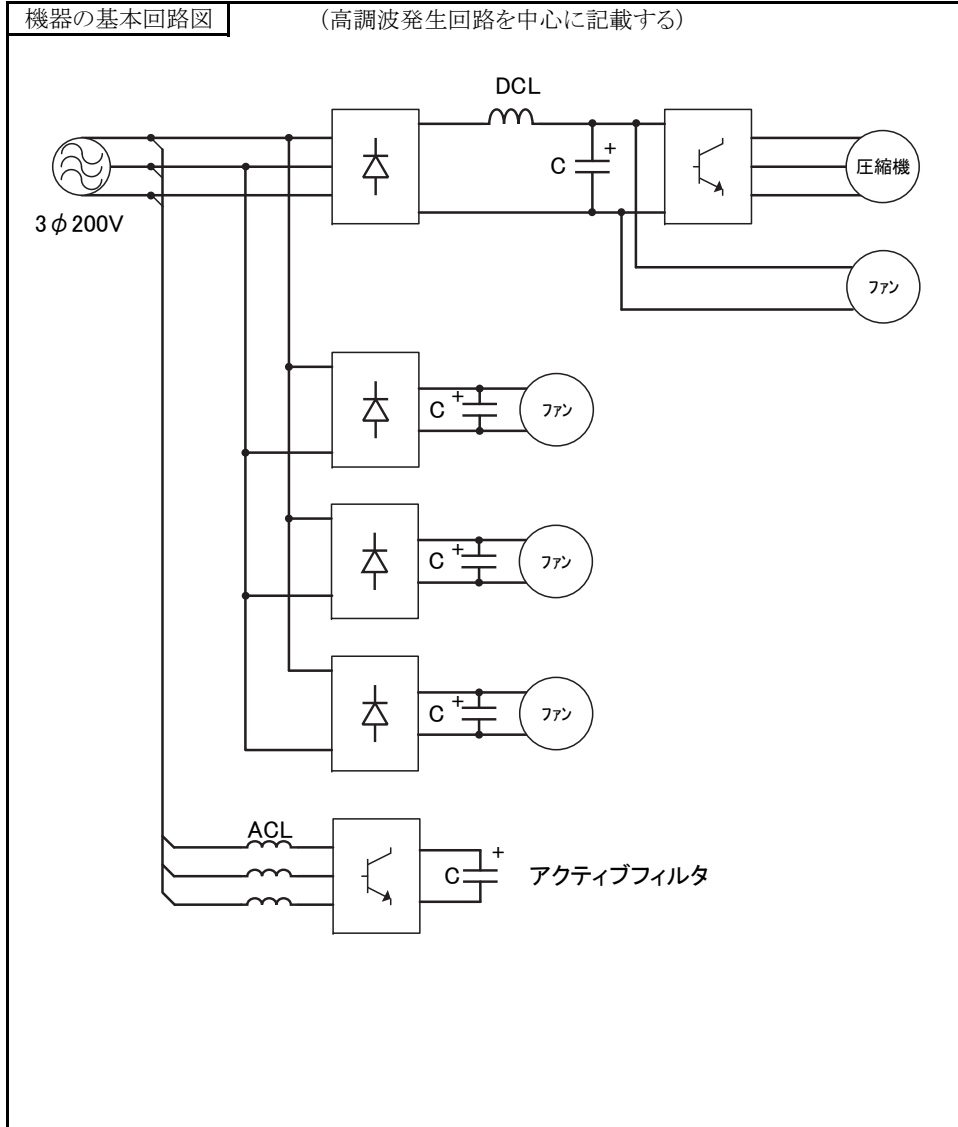 機器の基本回路図
(高調波発生回路を中心に記載する)
DCL
C
+
圧縮機
3φ200V
ファン
C
+
ファン
C
+
ファン
C
+
ファン
ACL
C
+
アクティブフィルタ